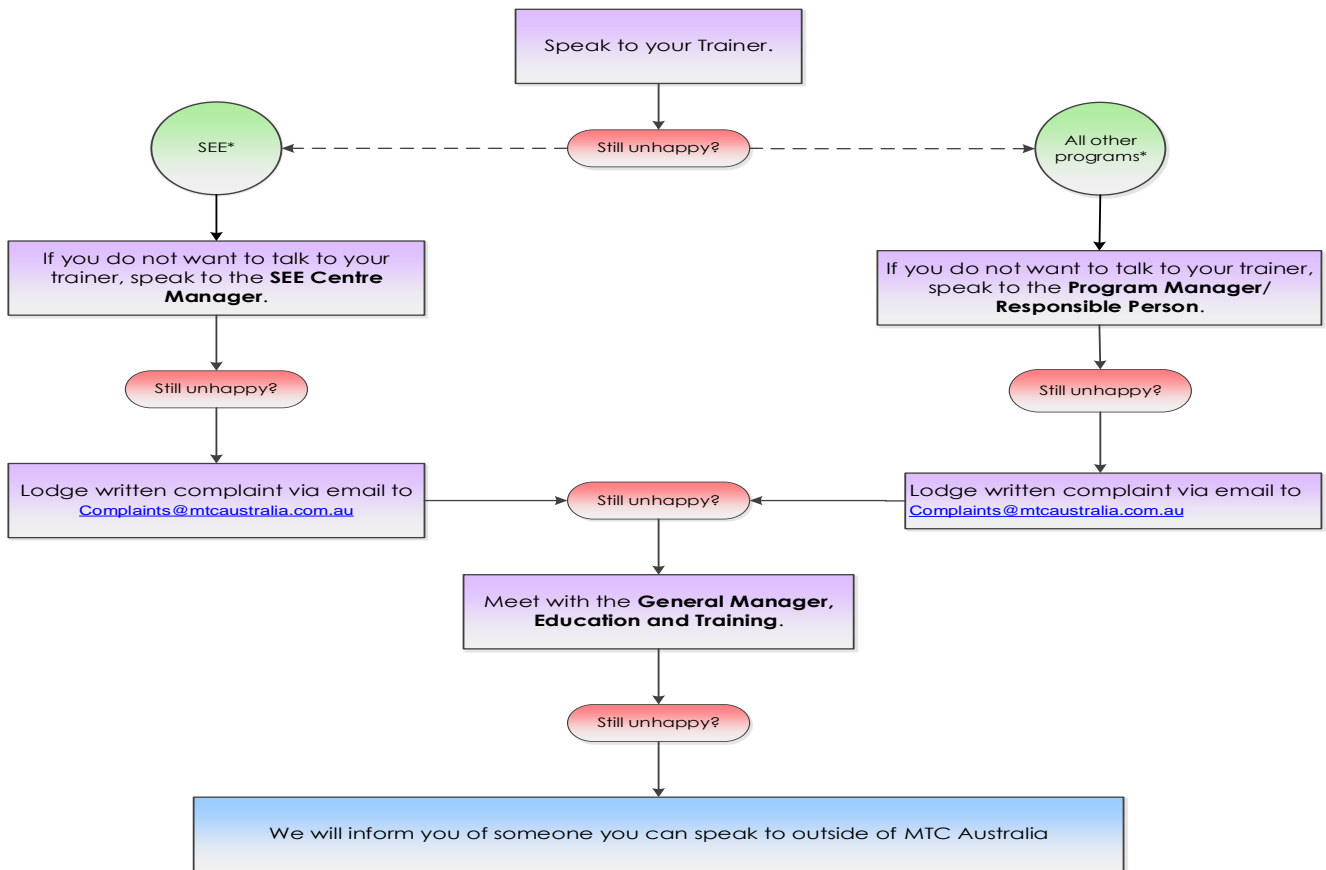 Speak to your Trainer.
SEE*
Still unhappy?
All other
programs*
If you do not want to talk to your
trainer, speak to the SEE Centre
Manager.
If you do not want to talk to your trainer,
speak to the Program Manager/
Responsible Person.
Still unhappy?
Still unhappy?
Lodge written complaint via email to
Complaints@mtcaustralia.com.au
Still unhappy?
Lodge written complaint via email to
Complaints@mtcaustralia.com.au
Meet with the General Manager,
Education and Training.
Still unhappy?
We will inform you of someone you can speak to outside of MTC Australia